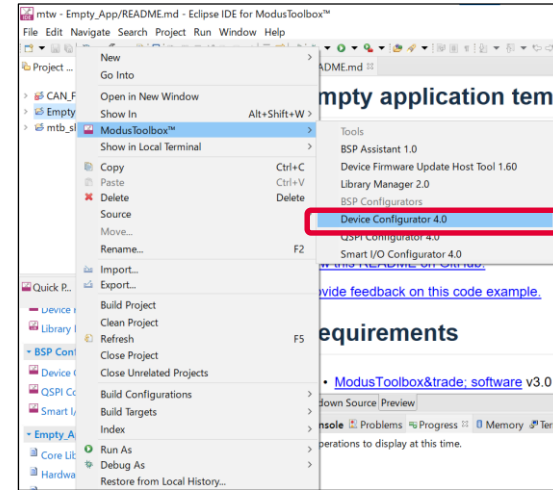 mtw - Empty_App/README.md - Eclipse IDE for ModusToolbox™
File Edit Navigate Search Project Run Window Help
Project ...
ADME.md
CAN_F
Empty
mtb_sl
New
Go Into
Open in New Window
Show In Alt+Shift+W >
ModusToolbox™
Show in Local Terminal
Copy Ctrl+C
Paste Ctrl+V
Delete Delete
Source
Move...
Rename... F2
Import...
Export...
Build Project
Clean Project
Refresh F5
Close Project
Close Unrelated Projects
Build Configurations
Build Targets
Index
Run As
Debug As
Restore from Local History...
Tools
BSP Assistant 1.0
Device Firmware Update Host Tool 1.60
Library Manager 2.0
BSP Configurators
Device Configurator 4.0
QSPI Configurator 4.0
Smart I/O Configurator 4.0
mpty application tem
w this README on GitHub.
vide feedback on this code example.
equirements
• ModusToolbox&trade; software v3.0
down Source Preview
nsole Problems Progress Memory Ter
perations to display at this time.
Quick P...
Device
Library
BSP Conf
Device
QSPI Co
Smart I/
Empty_A
Core Lib
Hardwa